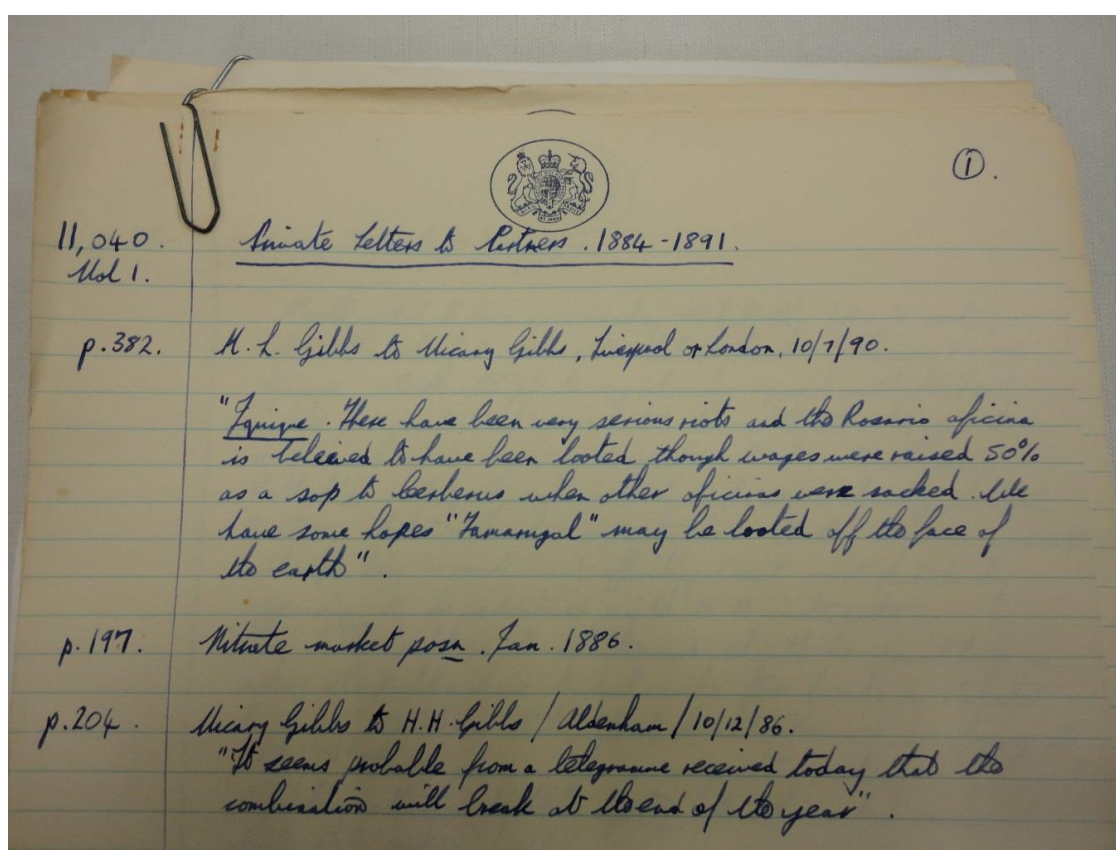 ①.
11,040. Private Letters to Partners. 1884-1891.
Vol 1.
p.382. H. L. Gibbs to Vicary Gibbs, Liverpool or London, 10/7/90.
"Iquique. There have been very serious riots and the Rosario oficina
is believed to have been looted though wages were raised 50%
as a sop to Cerberus when other oficinas were sacked. We
have some hopes "Tamarugal" may be looted off the face of
the earth".
p.197. Nitrate market posn. Jan. 1886.
p.204. Vicary Gibbs to H.H. Gibbs / Aldenham / 10/12/86.
"It seems probable from a telegramme received today that the
combination will break at the end of the year".